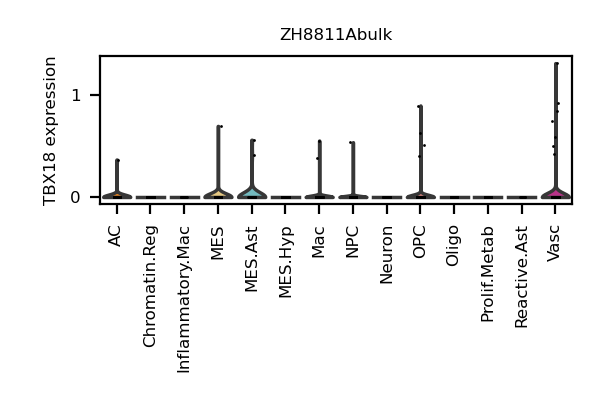 ZH8811Abulk
TBX18 expression
1
0
AC
Chromatin.Reg
Inflammatory.Mac
MES
MES.Ast
MES.Hyp
Mac
NPC
Neuron
OPC
Oligo
Prolif.Metab
Reactive.Ast
Vasc